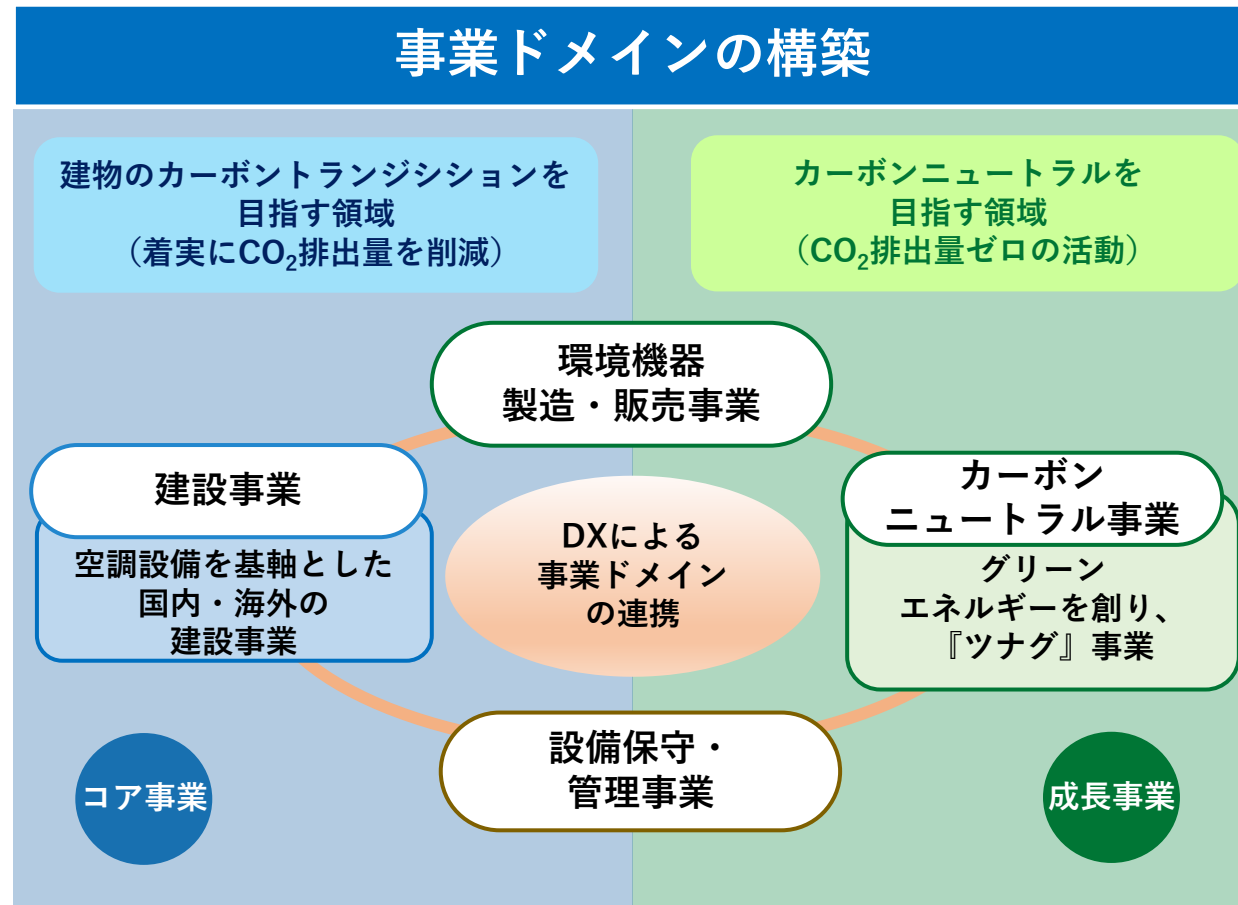 事業ドメインの構築
建物のカーボントランジションを
目指す領域
（着実にCO₂排出量を削減）
カーボンニュートラルを
目指す領域
（CO₂排出量ゼロの活動）
環境機器
製造・販売事業
建設事業
空調設備を基軸とした
国内・海外の
建設事業
DXによる
事業ドメイン
の連携
カーボン
ニュートラル事業
グリーン
エネルギーを創り、
『ツナグ』事業
設備保守・
管理事業
コア事業
成長事業